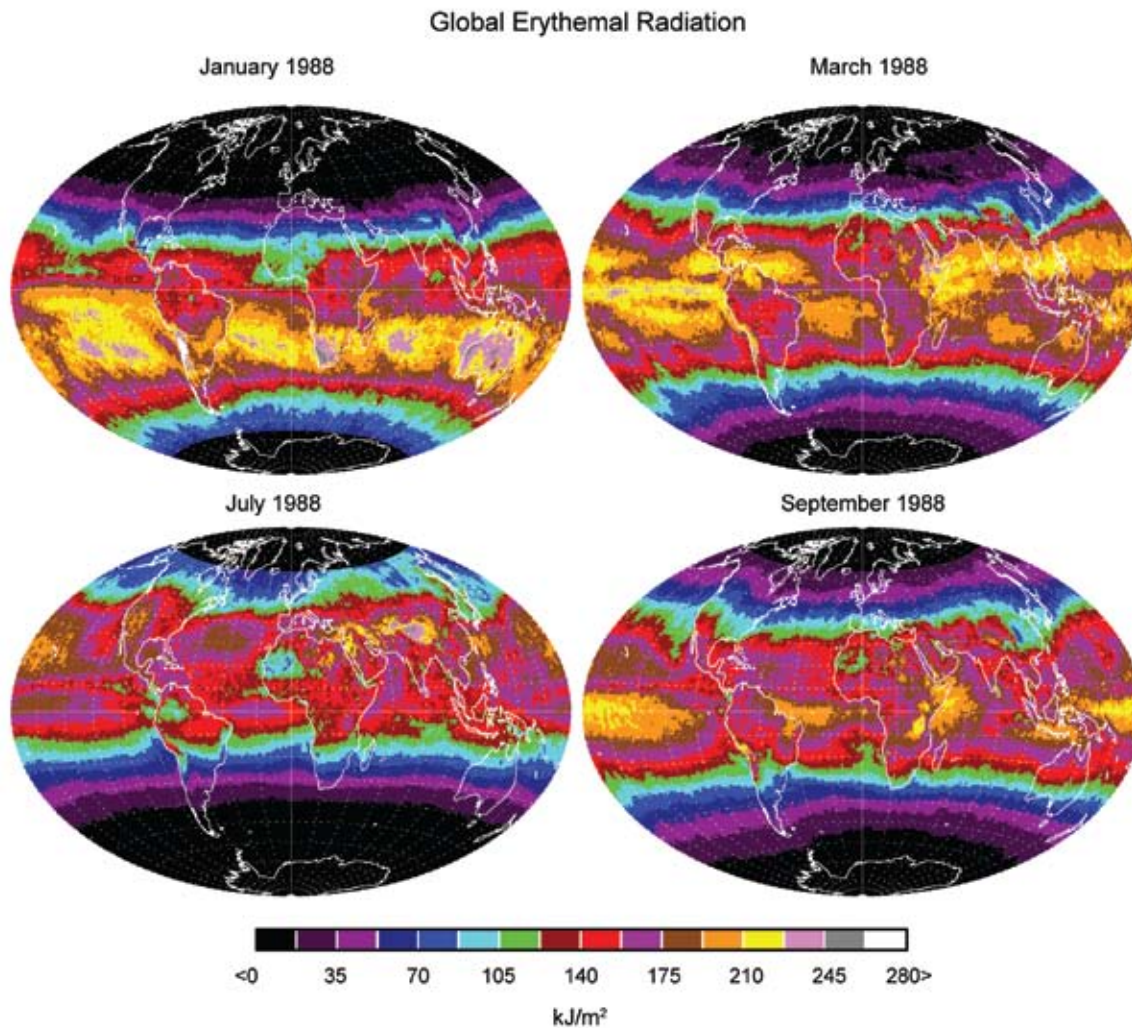 Global Erythemal Radiation
January 1988
March 1988
July 1988
September 1988
<0 35 70 105 140 175 210 245 280>
kJ/m²